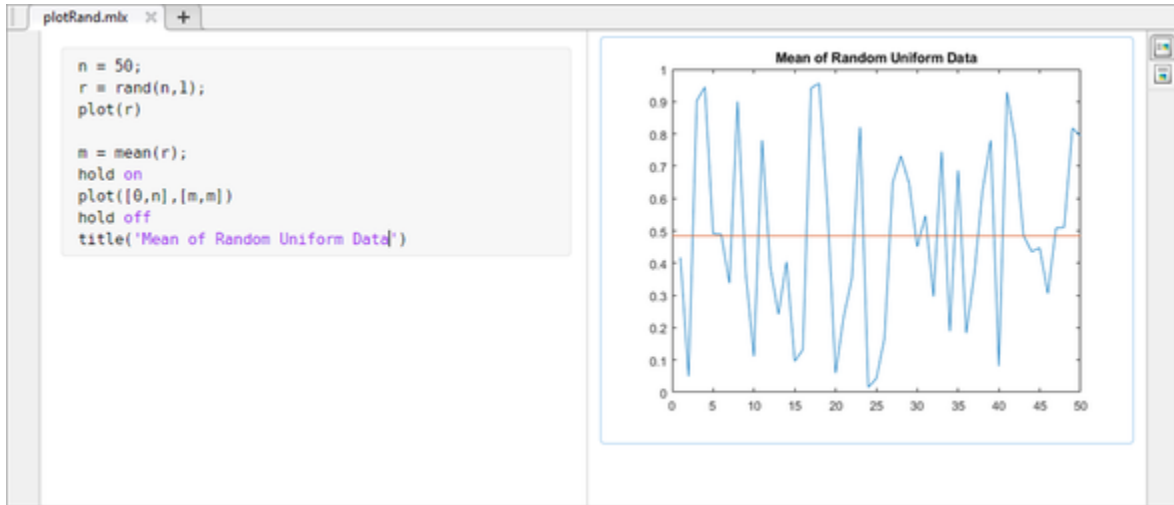 plotRand.mlx
n = 50;
r = rand(n,1);
plot(r)
m = mean(r);
hold on
plot([0,n],[m,m])
hold off
title('Mean of Random Uniform Data')
Mean of Random Uniform Data
1
0.9
0.8
0.7
0.6
0.5
0.4
0.3
0.2
0.1
0
0 5 10 15 20 25 30 35 40 45 50